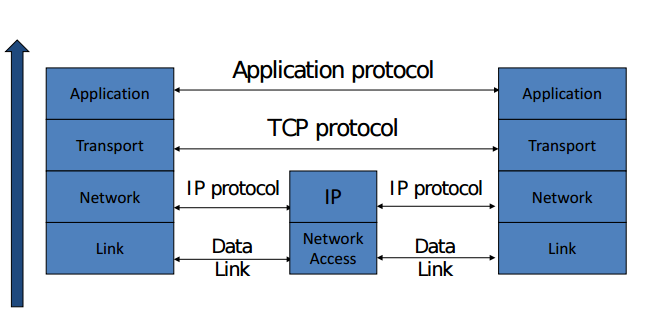 Application protocol
Application
Application
TCP protocol
Transport
Transport
IP protocol
IP protocol
Network
IP
Network
Data
Link
Network
Access
Data
Link
Link
Link